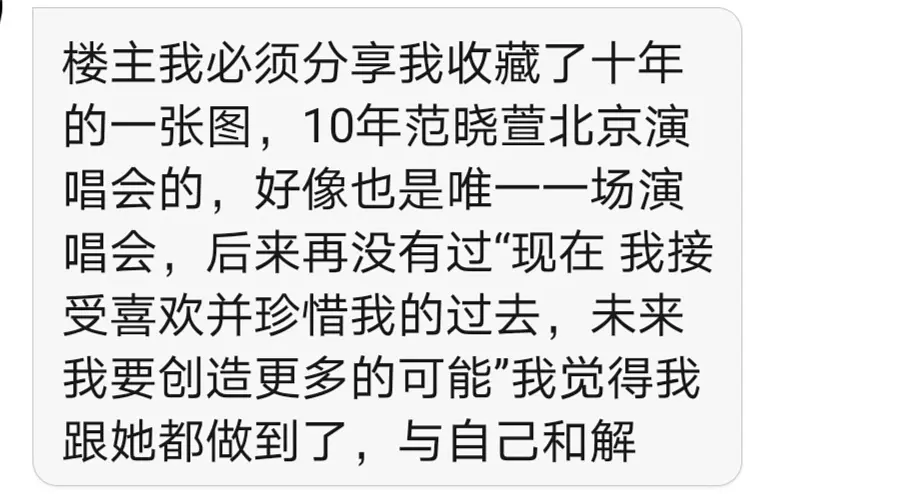 楼主我必须分享我收藏了十年
的一张图，10年范晓萱北京演
唱会的，好像也是唯一一场演
唱会，后来再没有过“现在 我接
受喜欢并珍惜我的过去，未来
我要创造更多的可能”我觉得我
跟她都做到了，与自己和解